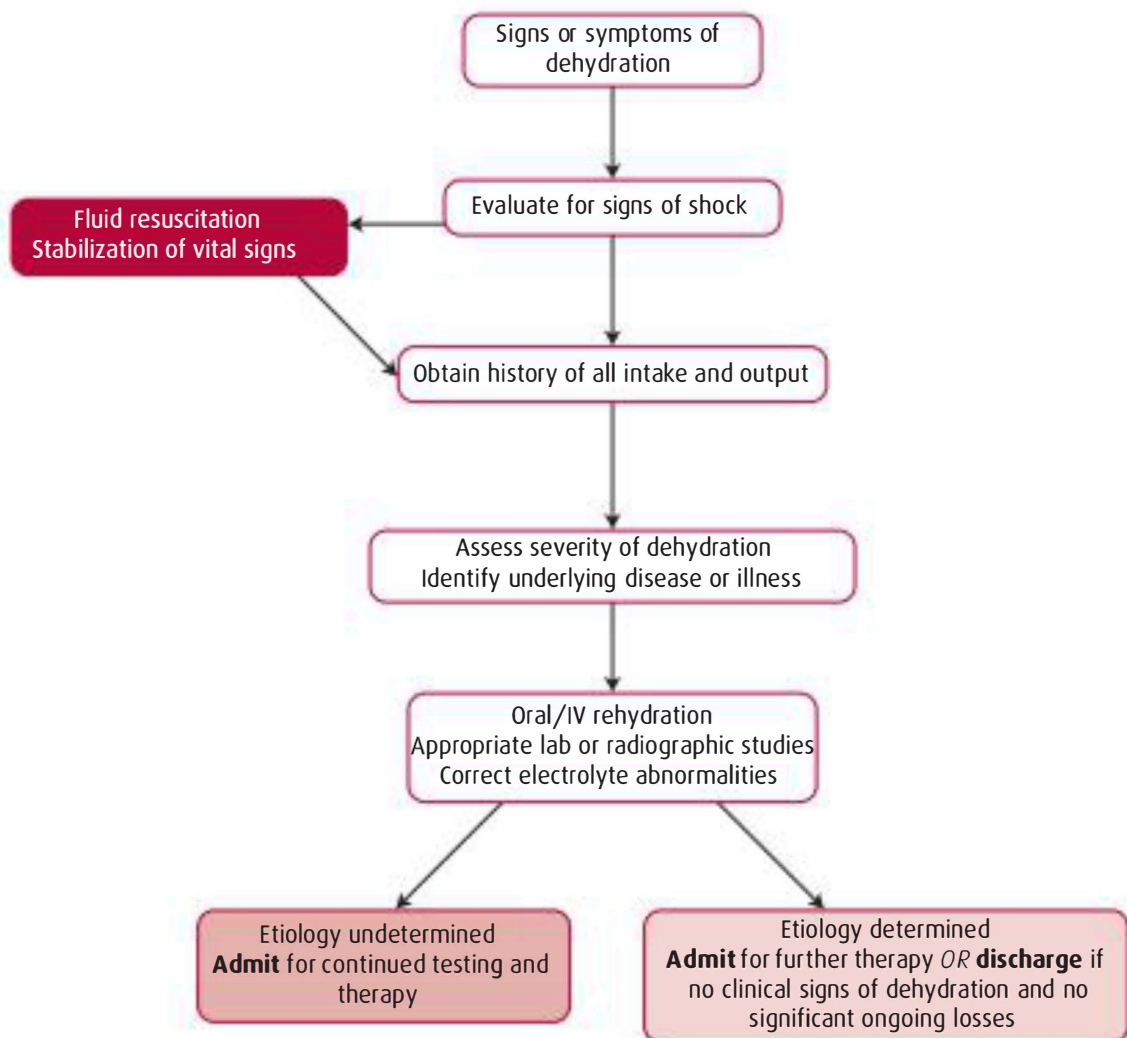 Signs or symptoms of
dehydration
Evaluate for signs of shock
Fluid resuscitation
Stabilization of vital signs
Obtain history of all intake and output
Assess severity of dehydration
Identify underlying disease or illness
Oral/IV rehydration
Appropriate lab or radiographic studies
Correct electrolyte abnormalities
Etiology undetermined
Admit for continued testing and
therapy
Etiology determined
Admit for further therapy OR discharge if
no clinical signs of dehydration and no
significant ongoing losses